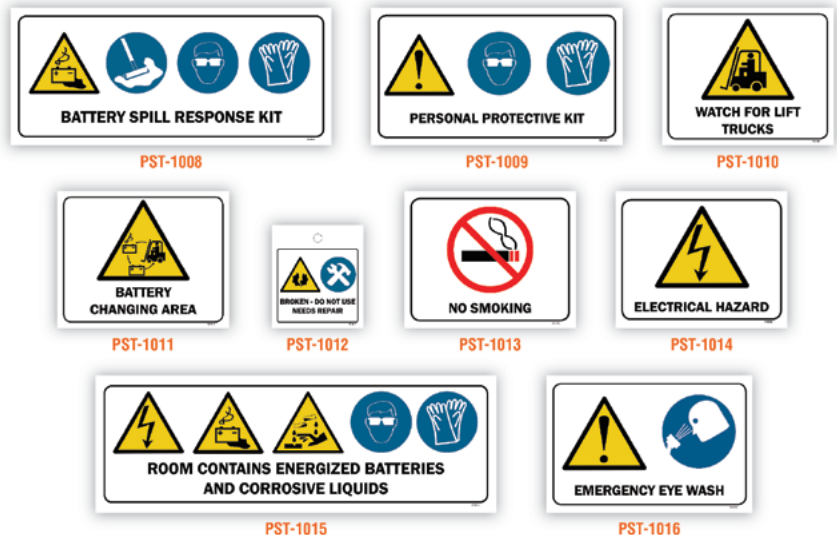 BATTERY SPILL RESPONSE KIT
PST-1008
PERSONAL PROTECTIVE KIT
PST-1009
WATCH FOR LIFT
TRUCKS
PST-1010
BATTERY
CHANGING AREA
PST-1011
BROKEN - DO NOT USE
NEEDS REPAIR
PST-1012
NO SMOKING
PST-1013
ELECTRICAL HAZARD
PST-1014
ROOM CONTAINS ENERGIZED BATTERIES
AND CORROSIVE LIQUIDS
PST-1015
EMERGENCY EYE WASH
PST-1016